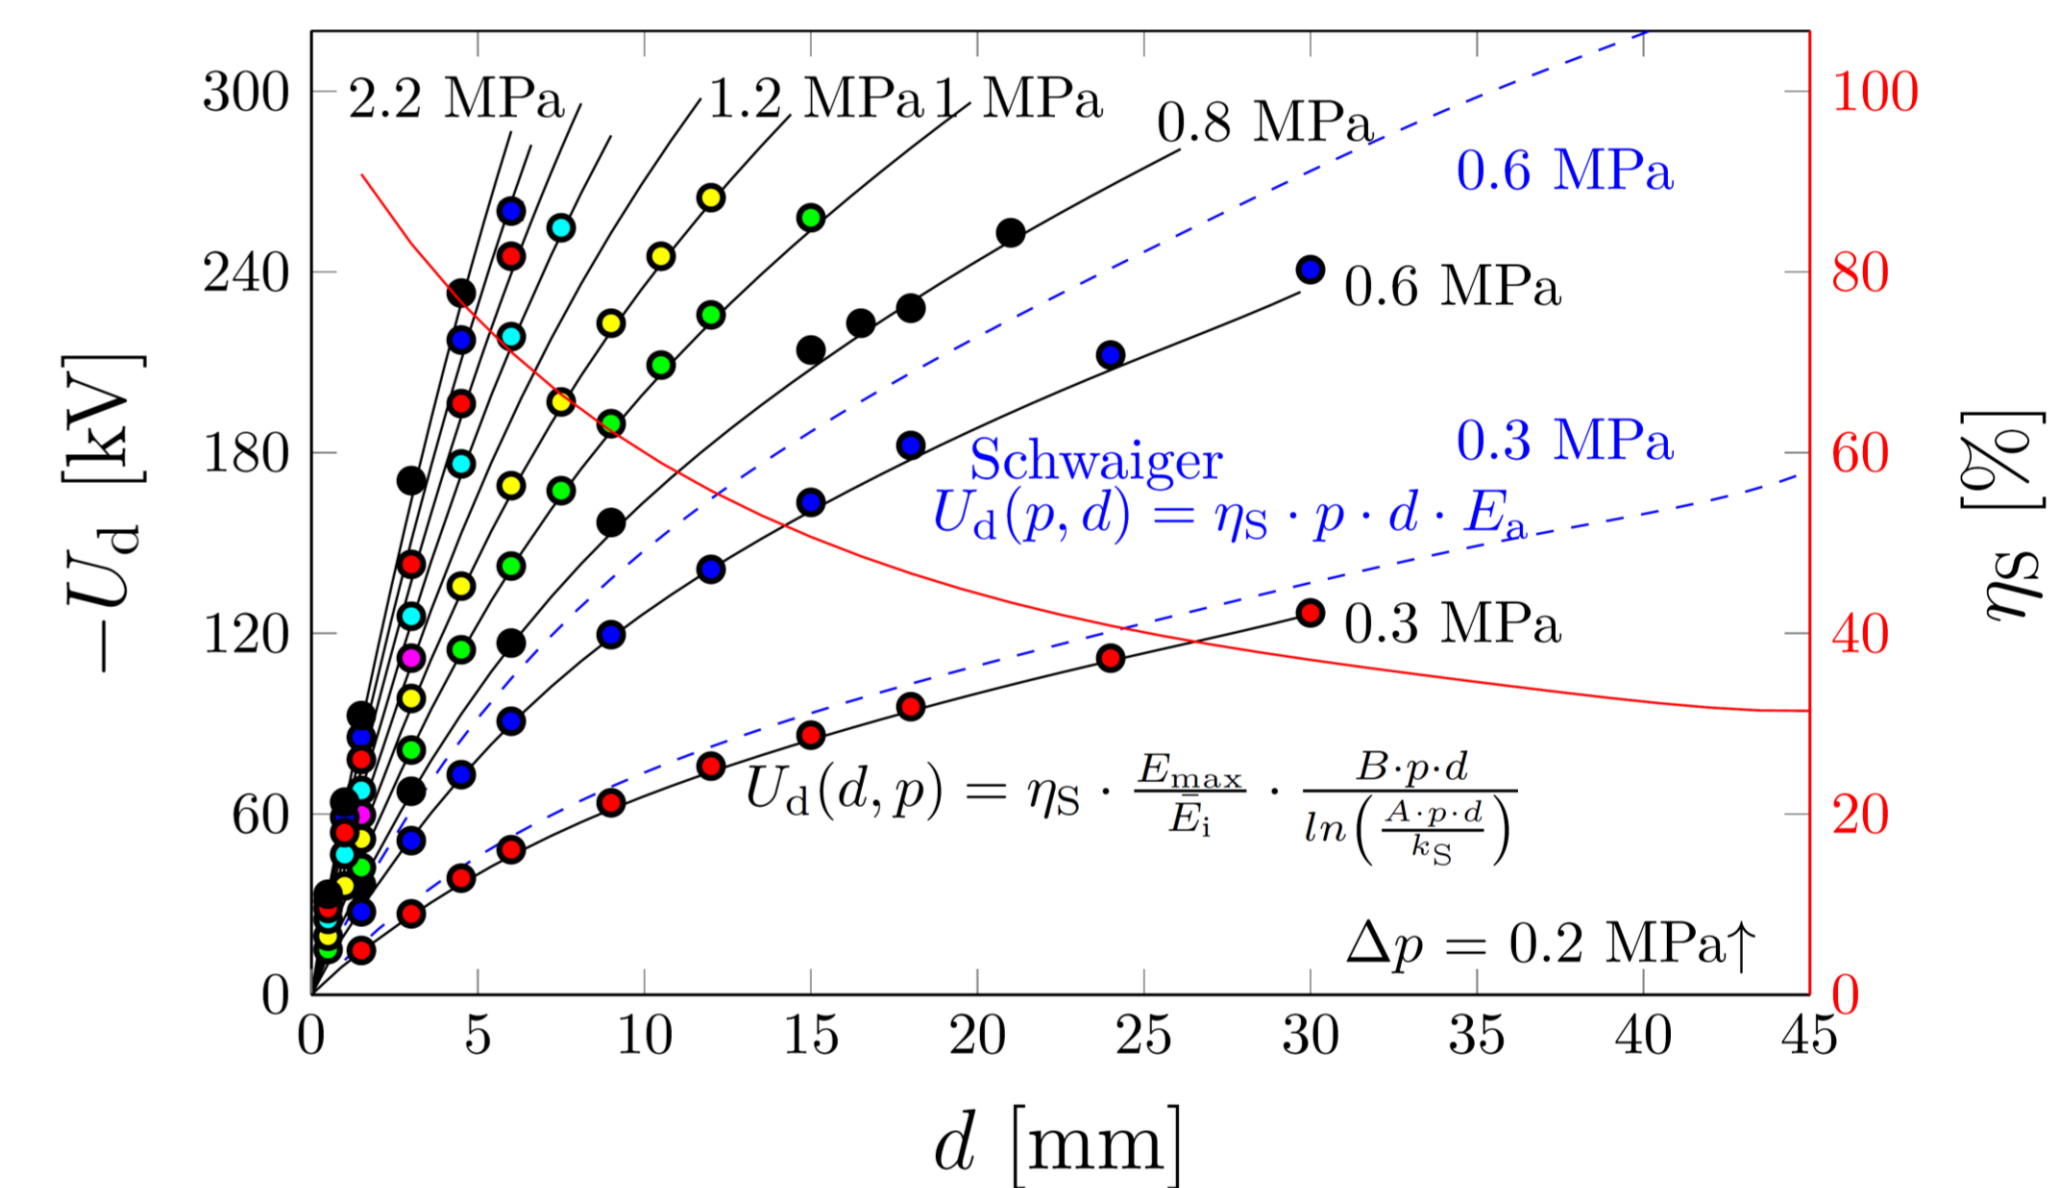 2.2 MPa
1.2 MPa
1 MPa
0.8 MPa
0.6 MPa
0.6 MPa
0.3 MPa
Schwaiger
U_d(p, d) = η_S · p · d · E_a
0.3 MPa
U_d(d, p) = η_S · E_max/Ē_i · B·p·d/ln(A·p·d/k_S)
Δp = 0.2 MPa↑
300
240
180
120
60
0
−U_d [kV]
100
80
60
40
20
0
η_S [%]
0 5 10 15 20 25 30 35 40 45
d [mm]